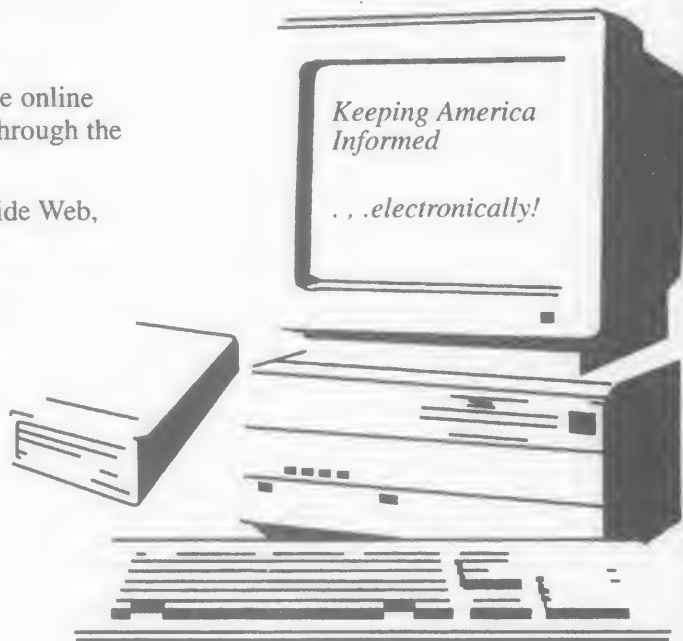 e online
hrough the
ide Web,
Keeping America
Informed
. . .electronically!